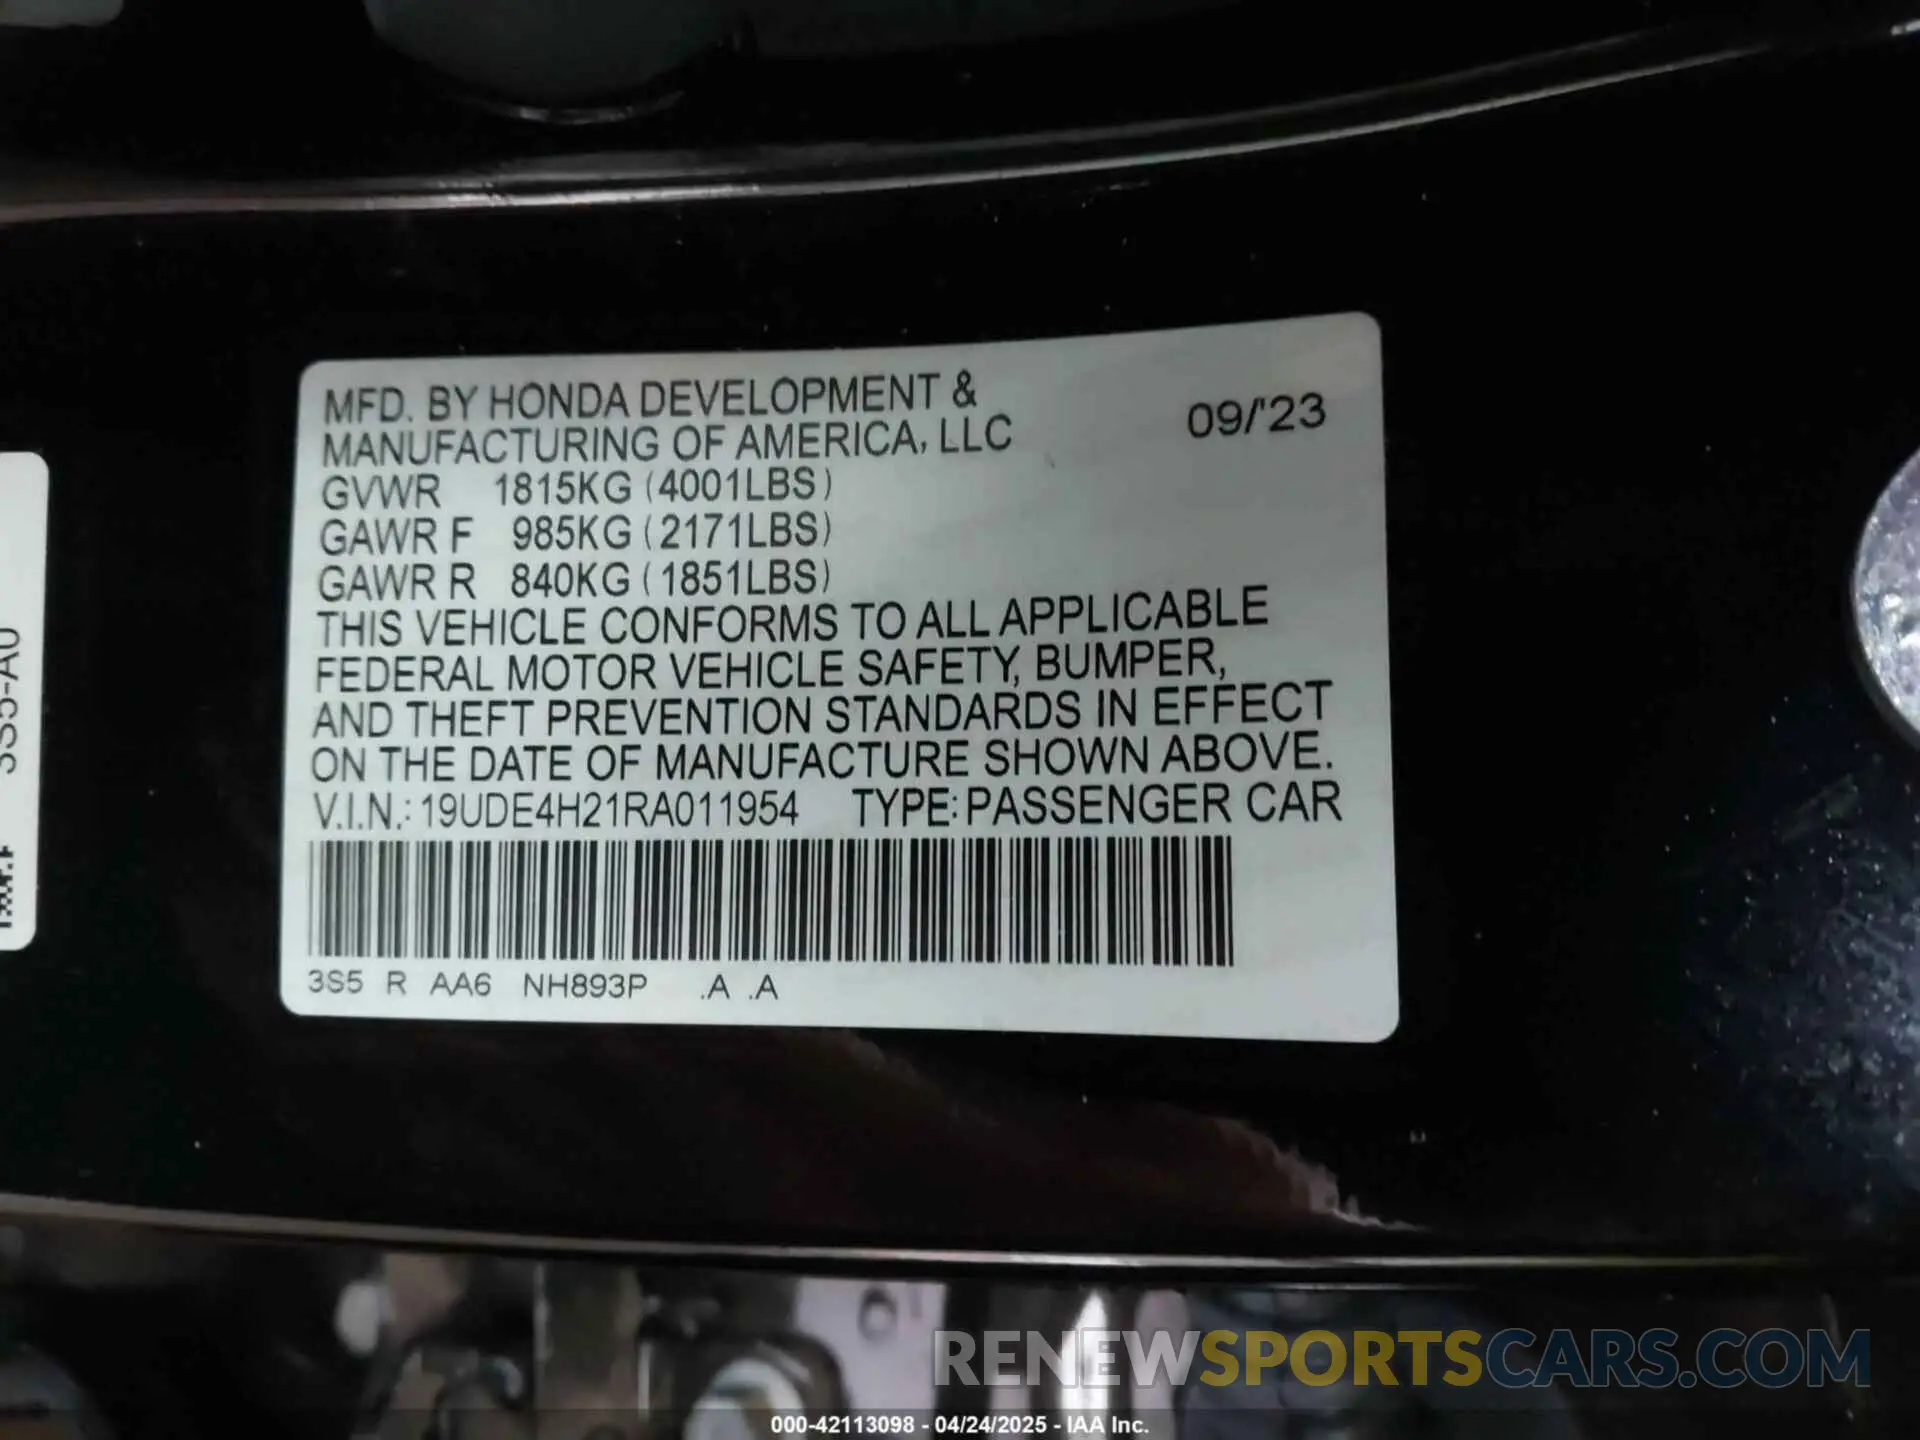 MFD. BY HONDA DEVELOPMENT &
MANUFACTURING OF AMERICA, LLC
09/'23
GVWR 1815KG (4001LBS)
GAWR F 985KG (2171LBS)
GAWR R 840KG (1851LBS)
THIS VEHICLE CONFORMS TO ALL APPLICABLE
FEDERAL MOTOR VEHICLE SAFETY, BUMPER,
AND THEFT PREVENTION STANDARDS IN EFFECT
ON THE DATE OF MANUFACTURE SHOWN ABOVE.
V.I.N.: 19UDE4H21RA011954 TYPE: PASSENGER CAR
3S5 R AA6 NH893P .A .A
RENEWSPORTSCARS.COM
000-42113098 - 04/24/2025 - IAA Inc.